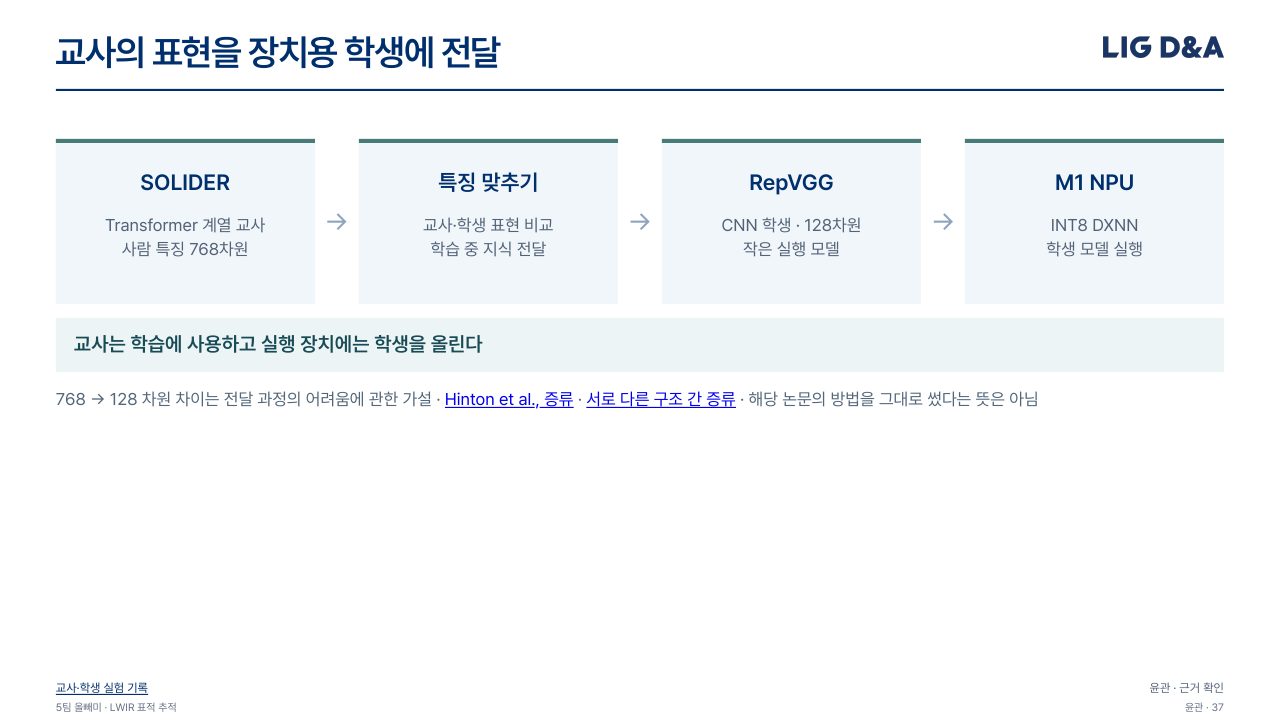 교사의 표현을 장치용 학생에 전달
LIG D&A
SOLIDER
Transformer 계열 교사
사람 특징 768차원
→
특징 맞추기
교사·학생 표현 비교
학습 중 지식 전달
→
RepVGG
CNN 학생 · 128차원
작은 실행 모델
→
M1 NPU
INT8 DXNN
학생 모델 실행
교사는 학습에 사용하고 실행 장치에는 학생을 올린다
768 → 128 차원 차이는 전달 과정의 어려움에 관한 가설 · Hinton et al., 증류 · 서로 다른 구조 간 증류 · 해당 논문의 방법을 그대로 썼다는 뜻은 아님
교사·학생 실험 기록
5팀 올빼미 · LWIR 표적 추적
윤관 · 근거 확인
윤관 · 37